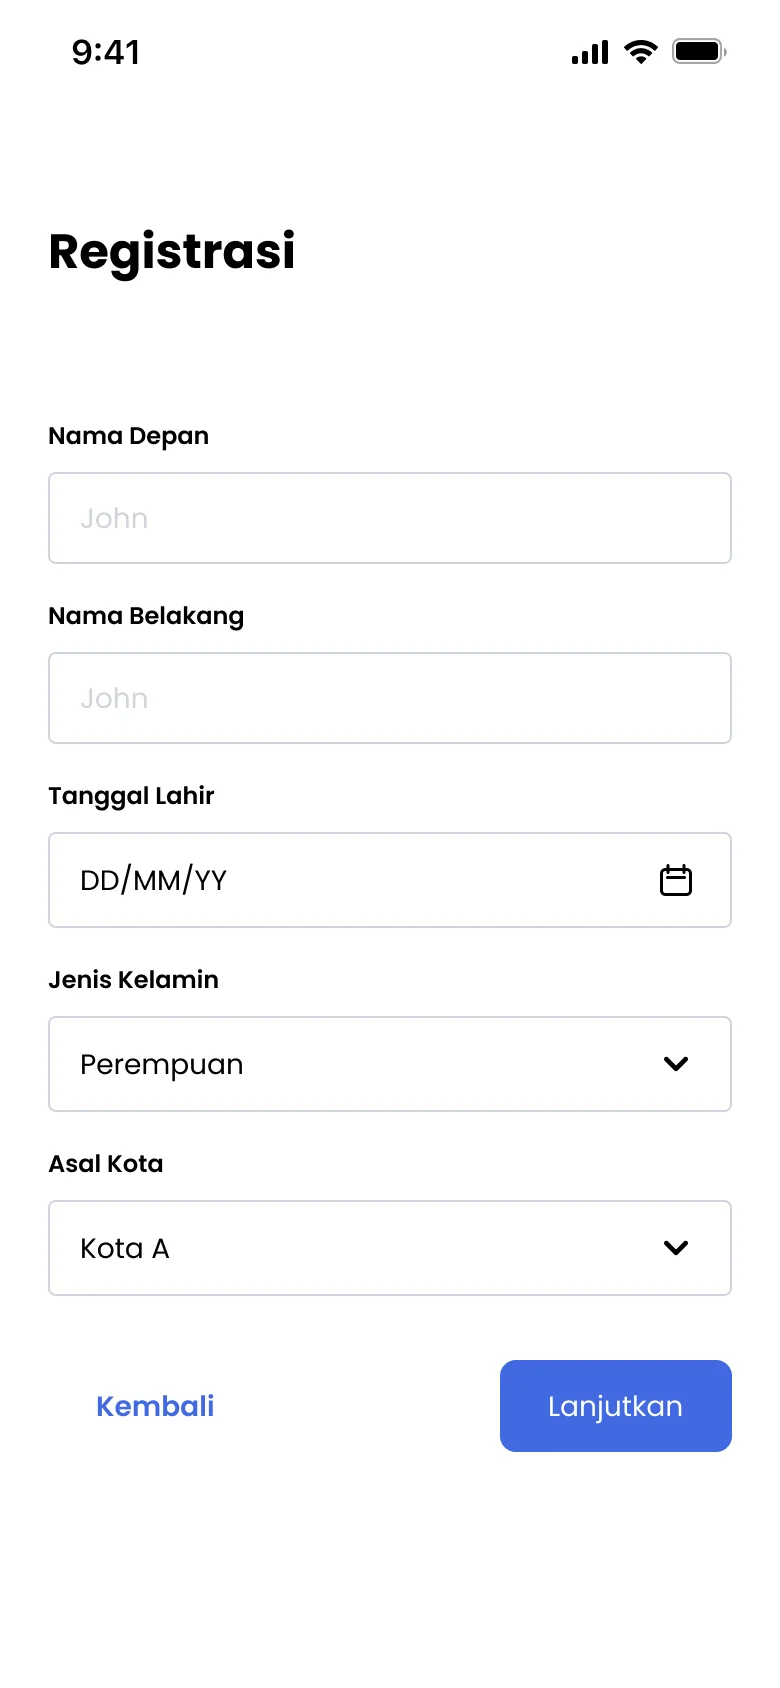 9:41
Registrasi
Nama Depan
John
Nama Belakang
John
Tanggal Lahir
DD/MM/YY
Jenis Kelamin
Perempuan
Asal Kota
Kota A
Kembali
Lanjutkan